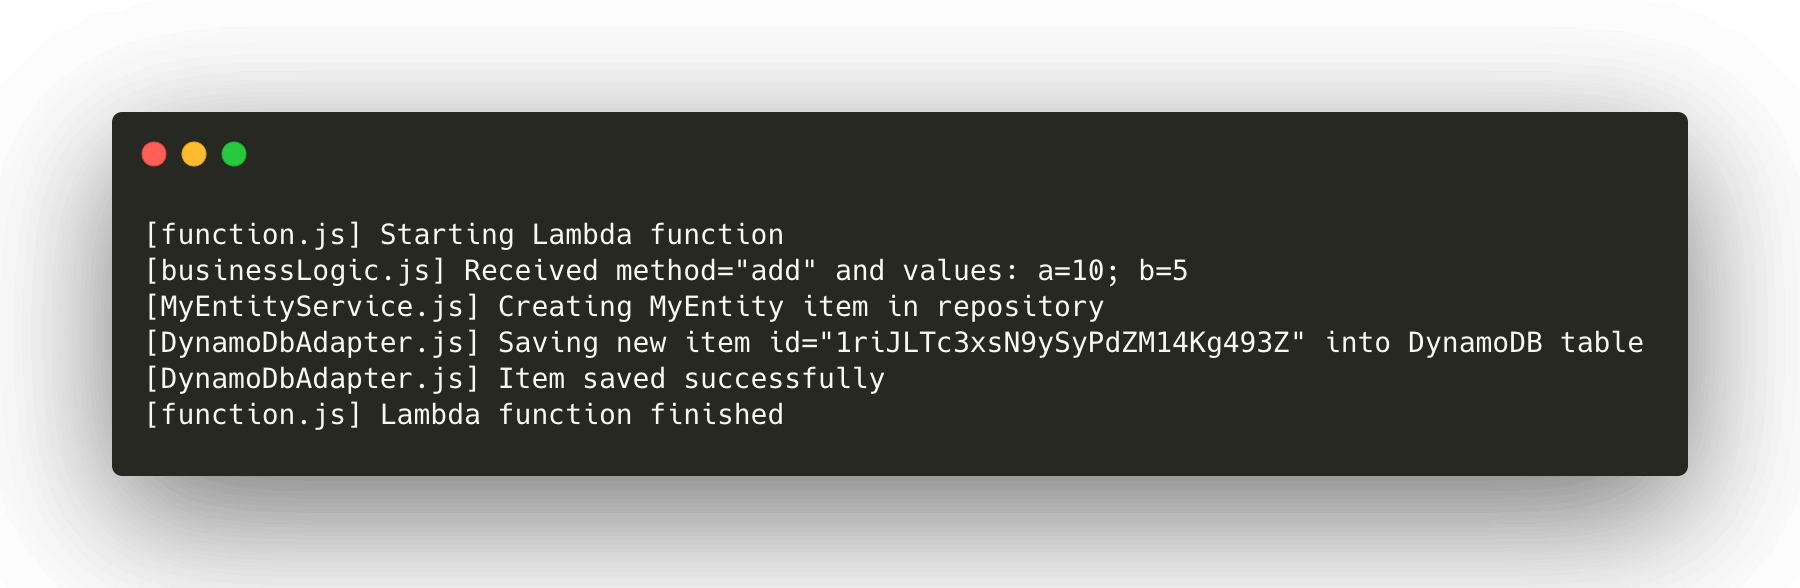 [function.js] Starting Lambda function
[businessLogic.js] Received method="add" and values: a=10; b=5
[MyEntityService.js] Creating MyEntity item in repository
[DynamoDbAdapter.js] Saving new item id="1riJLTc3xsN9ySyPdZM14Kg493Z" into DynamoDB table
[DynamoDbAdapter.js] Item saved successfully
[function.js] Lambda function finished